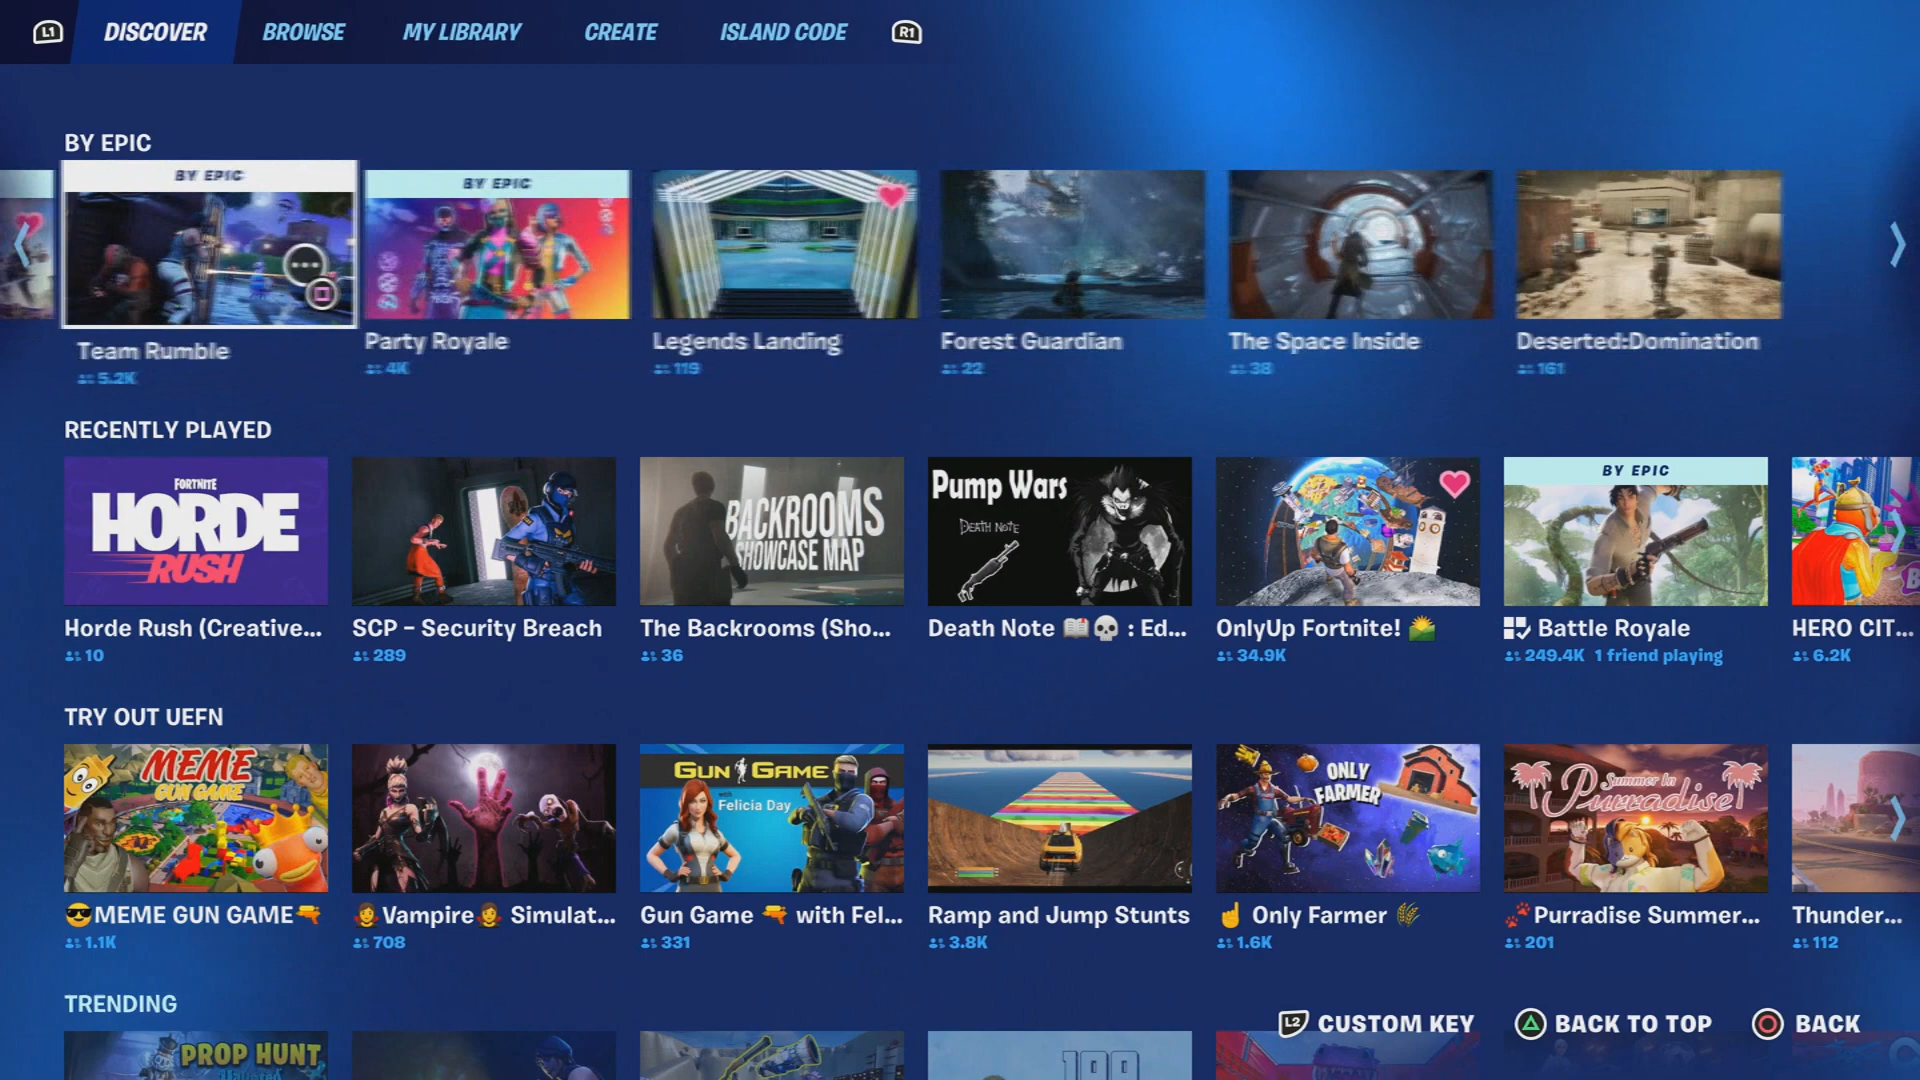 L1 DISCOVER BROWSE MY LIBRARY CREATE ISLAND CODE R1
BY EPIC
BY EPIC
BY EPIC
Team Rumble
5.2K
Party Royale
4K
Legends Landing
119
Forest Guardian
22
The Space Inside
38
Deserted:Domination
161
RECENTLY PLAYED
FORTNITE
HORDE
RUSH
Horde Rush (Creative...
10
SCP - Security Breach
289
BACKROOMS
SHOWCASE MAP
The Backrooms (Sho...
36
Pump Wars
DEATH NOTE
Death Note 📖💀 : Ed...
OnlyUp Fortnite! 🌄
34.9K
BY EPIC
Battle Royale
249.4K 1 friend playing
HERO CIT...
6.2K
TRY OUT UEFN
MEME
GUN GAME
😎MEME GUN GAME🔫
1.1K
🧛‍♀️Vampire🧛‍♀️ Simulat...
708
GUN GAME
with
Felicia Day
Gun Game 🔫 with Fel...
331
Ramp and Jump Stunts
3.8K
ONLY
FARMER
☝️ Only Farmer 🌾
1.6K
Summer In
Purradise
🐾Purradise Summer...
201
Thunder...
112
TRENDING
PROP HUNT
100
L2 CUSTOM KEY BACK TO TOP BACK